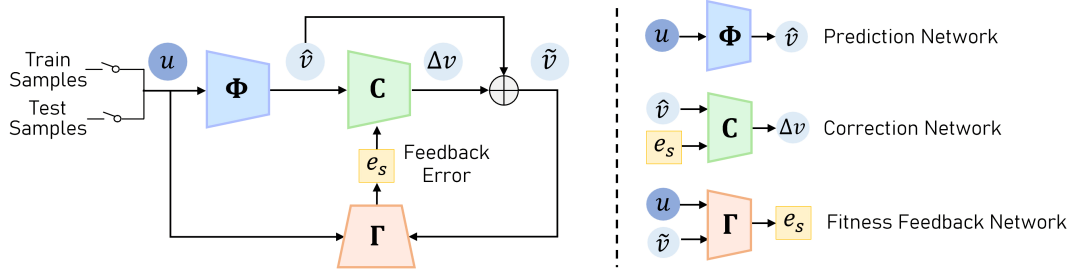 Train
Samples
Test
Samples
u
Φ
v̂
C
Δv
ṽ
e_s
Feedback
Error
Γ
u
Φ
v̂
Prediction Network
v̂
e_s
C
Δv
Correction Network
u
ṽ
Γ
e_s
Fitness Feedback Network